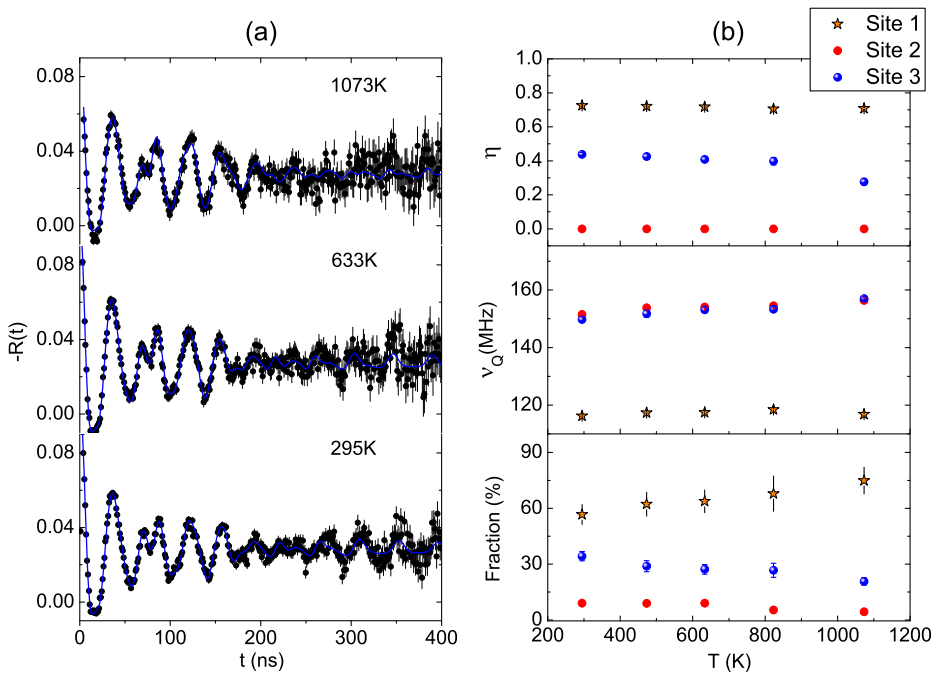 (a)
(b)
Site 1
Site 2
Site 3
1073K
0.08
0.04
0.00
633K
0.08
0.04
0.00
295K
0.08
0.04
0.00
-R(t)
0 100 200 300 400
t (ns)
1.0
0.8
0.6
0.4
0.2
0.0
η
160
140
120
νQ(MHz)
90
60
30
0
Fraction (%)
200 400 600 800 1000 1200
T (K)